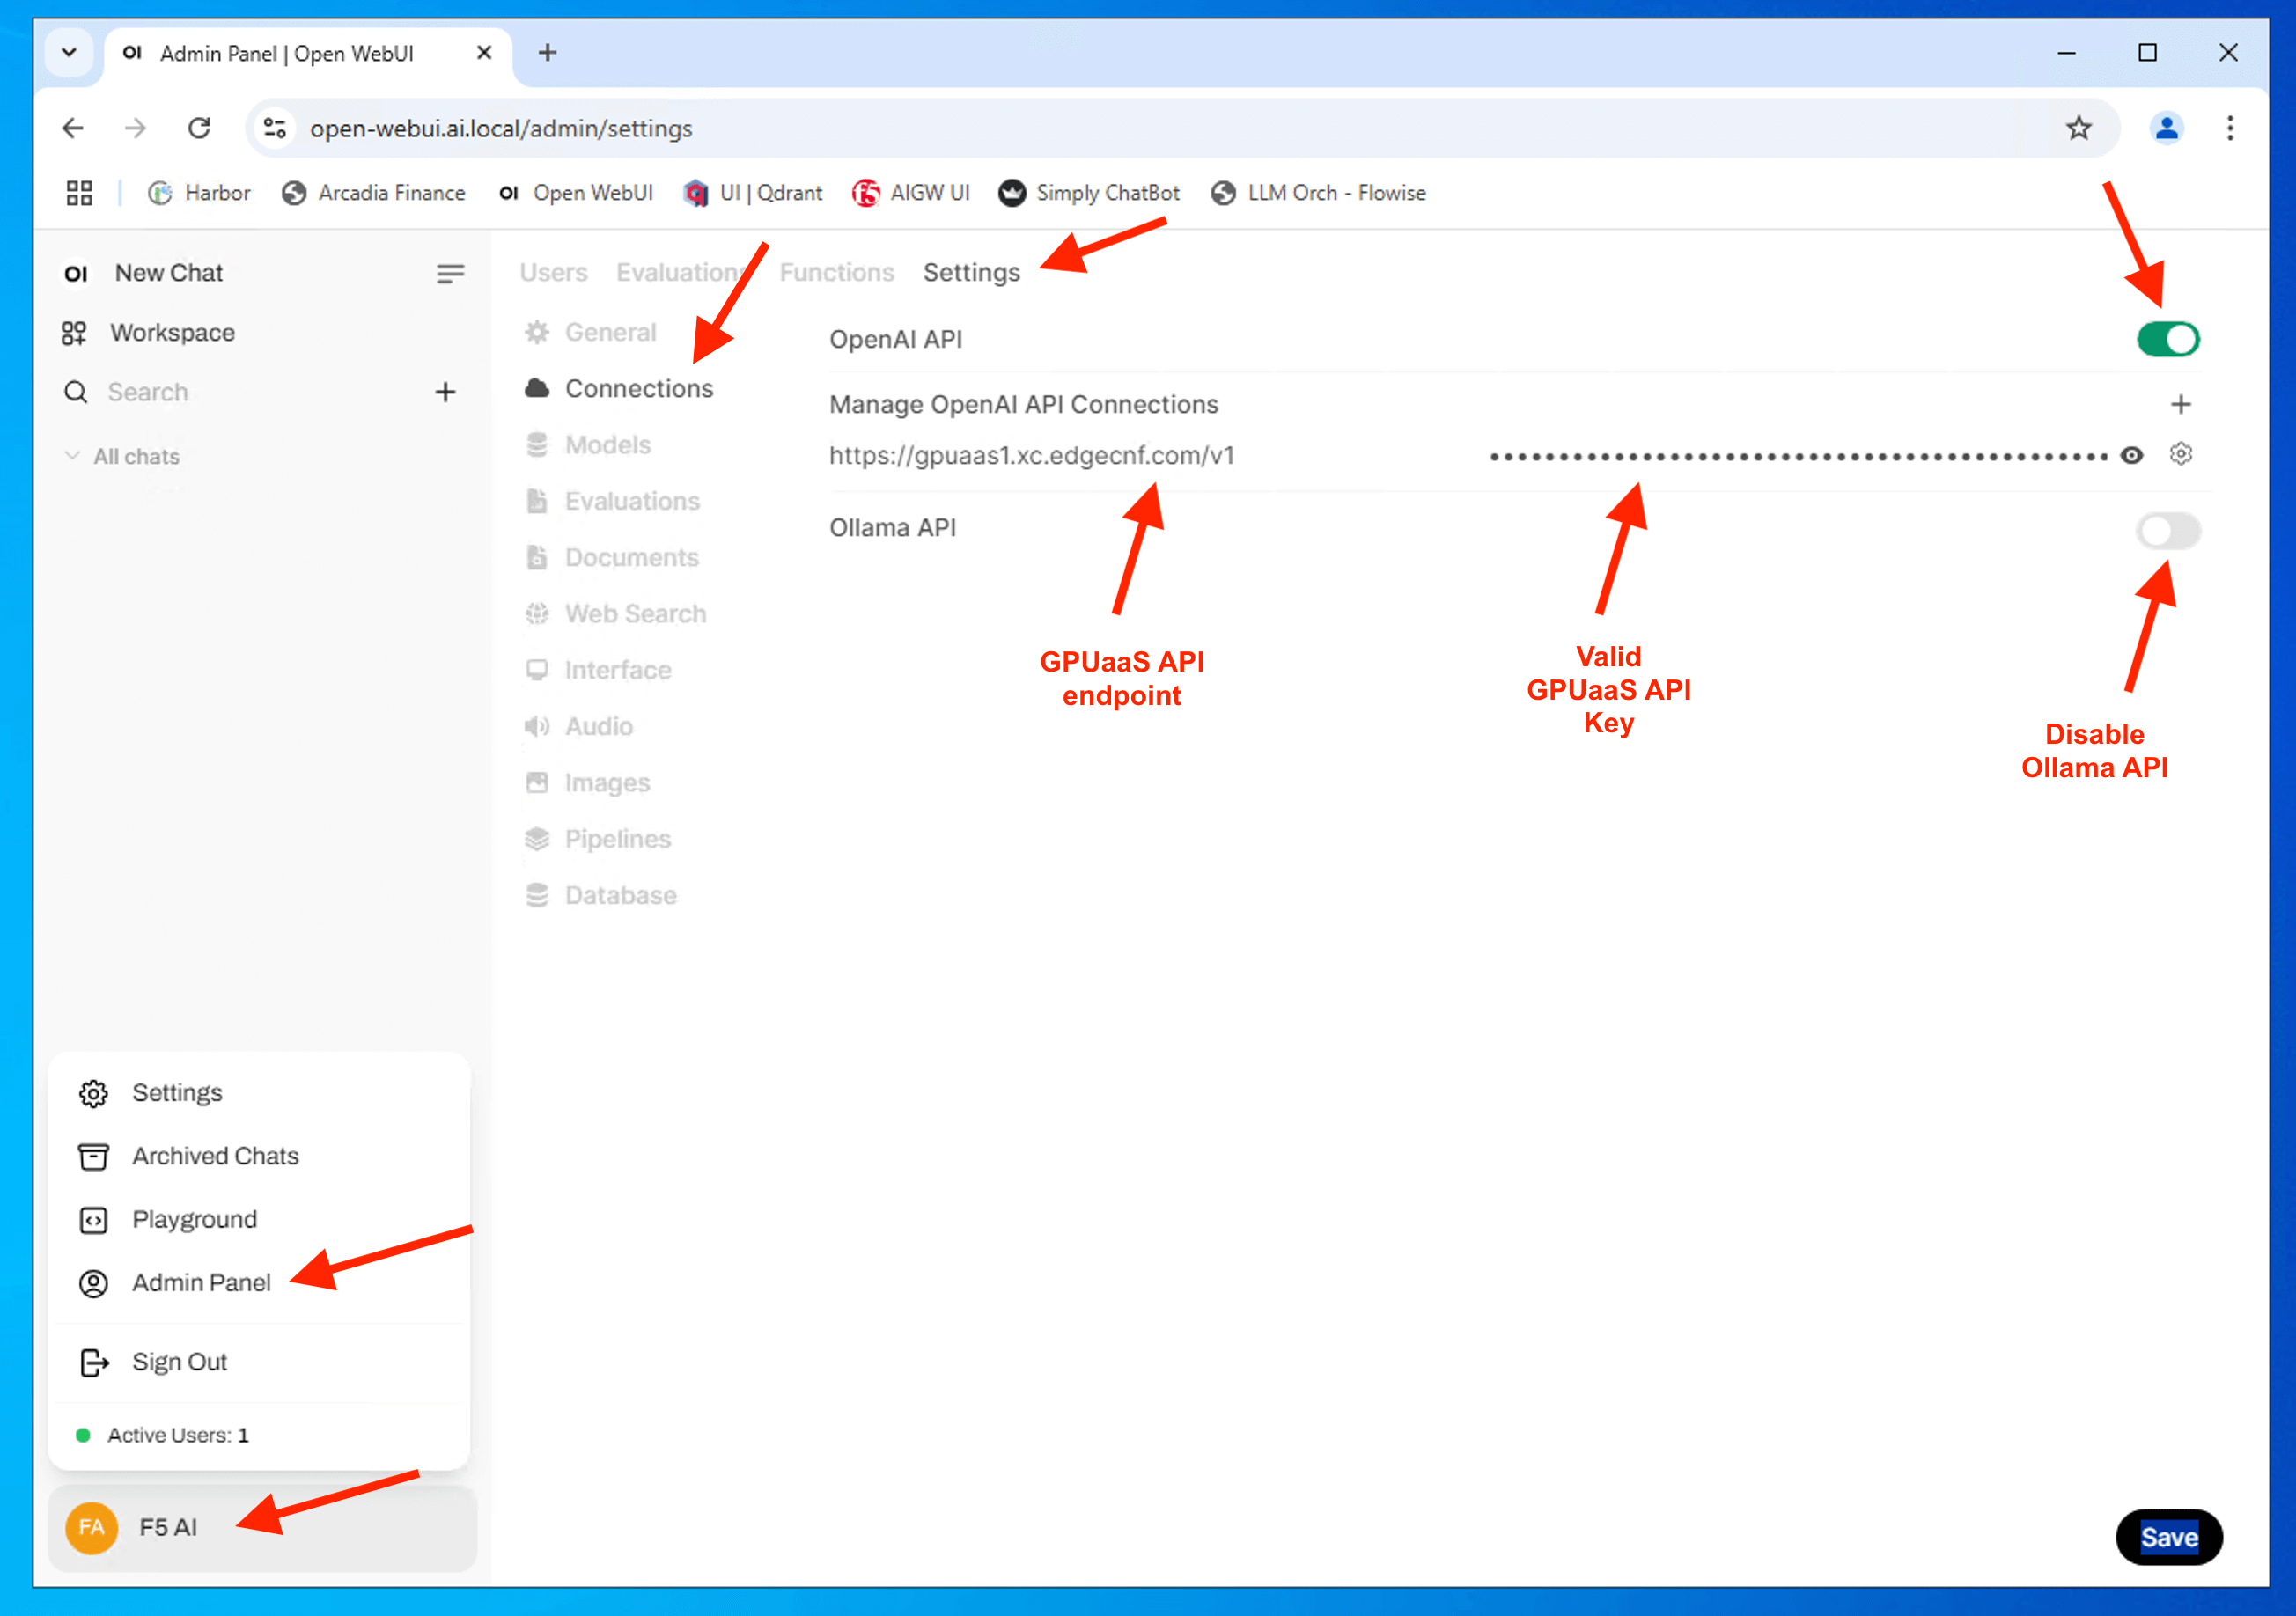 OI Admin Panel | Open WebUI
open-webui.ai.local/admin/settings
Harbor Arcadia Finance OI Open WebUI UI | Qdrant AIGW UI Simply ChatBot LLM Orch - Flowise
OI New Chat
Workspace
Search
All chats
Users Evaluations Functions Settings
General
Connections
Models
Evaluations
Documents
Web Search
Interface
Audio
Images
Pipelines
Database
OpenAI API
Manage OpenAI API Connections
https://gpuaas1.xc.edgecnf.com/v1
Ollama API
GPUaaS API
endpoint
Valid
GPUaaS API
Key
Disable
Ollama API
Settings
Archived Chats
Playground
Admin Panel
Sign Out
Active Users: 1
FA F5 AI
Save